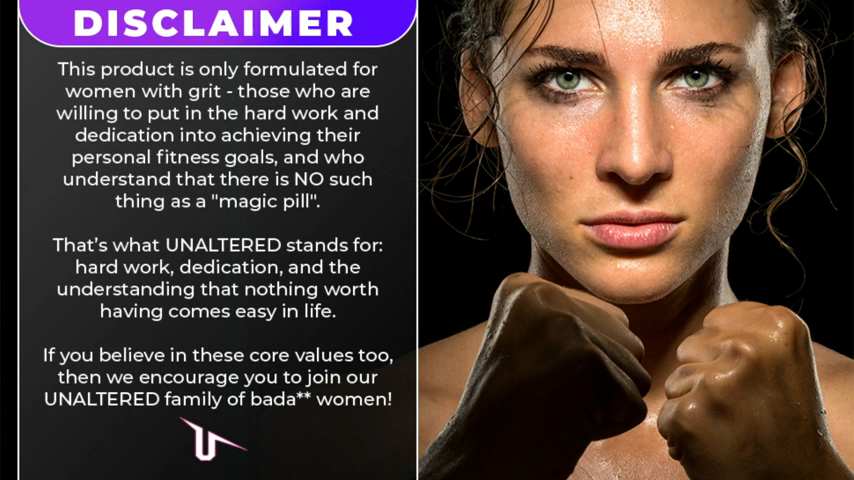 DISCLAIMER
This product is only formulated for
women with grit - those who are
willing to put in the hard work and
dedication into achieving their
personal fitness goals, and who
understand that there is NO such
thing as a "magic pill".
That's what UNALTERED stands for:
hard work, dedication, and the
understanding that nothing worth
having comes easy in life.
If you believe in these core values too,
then we encourage you to join our
UNALTERED family of bada** women!